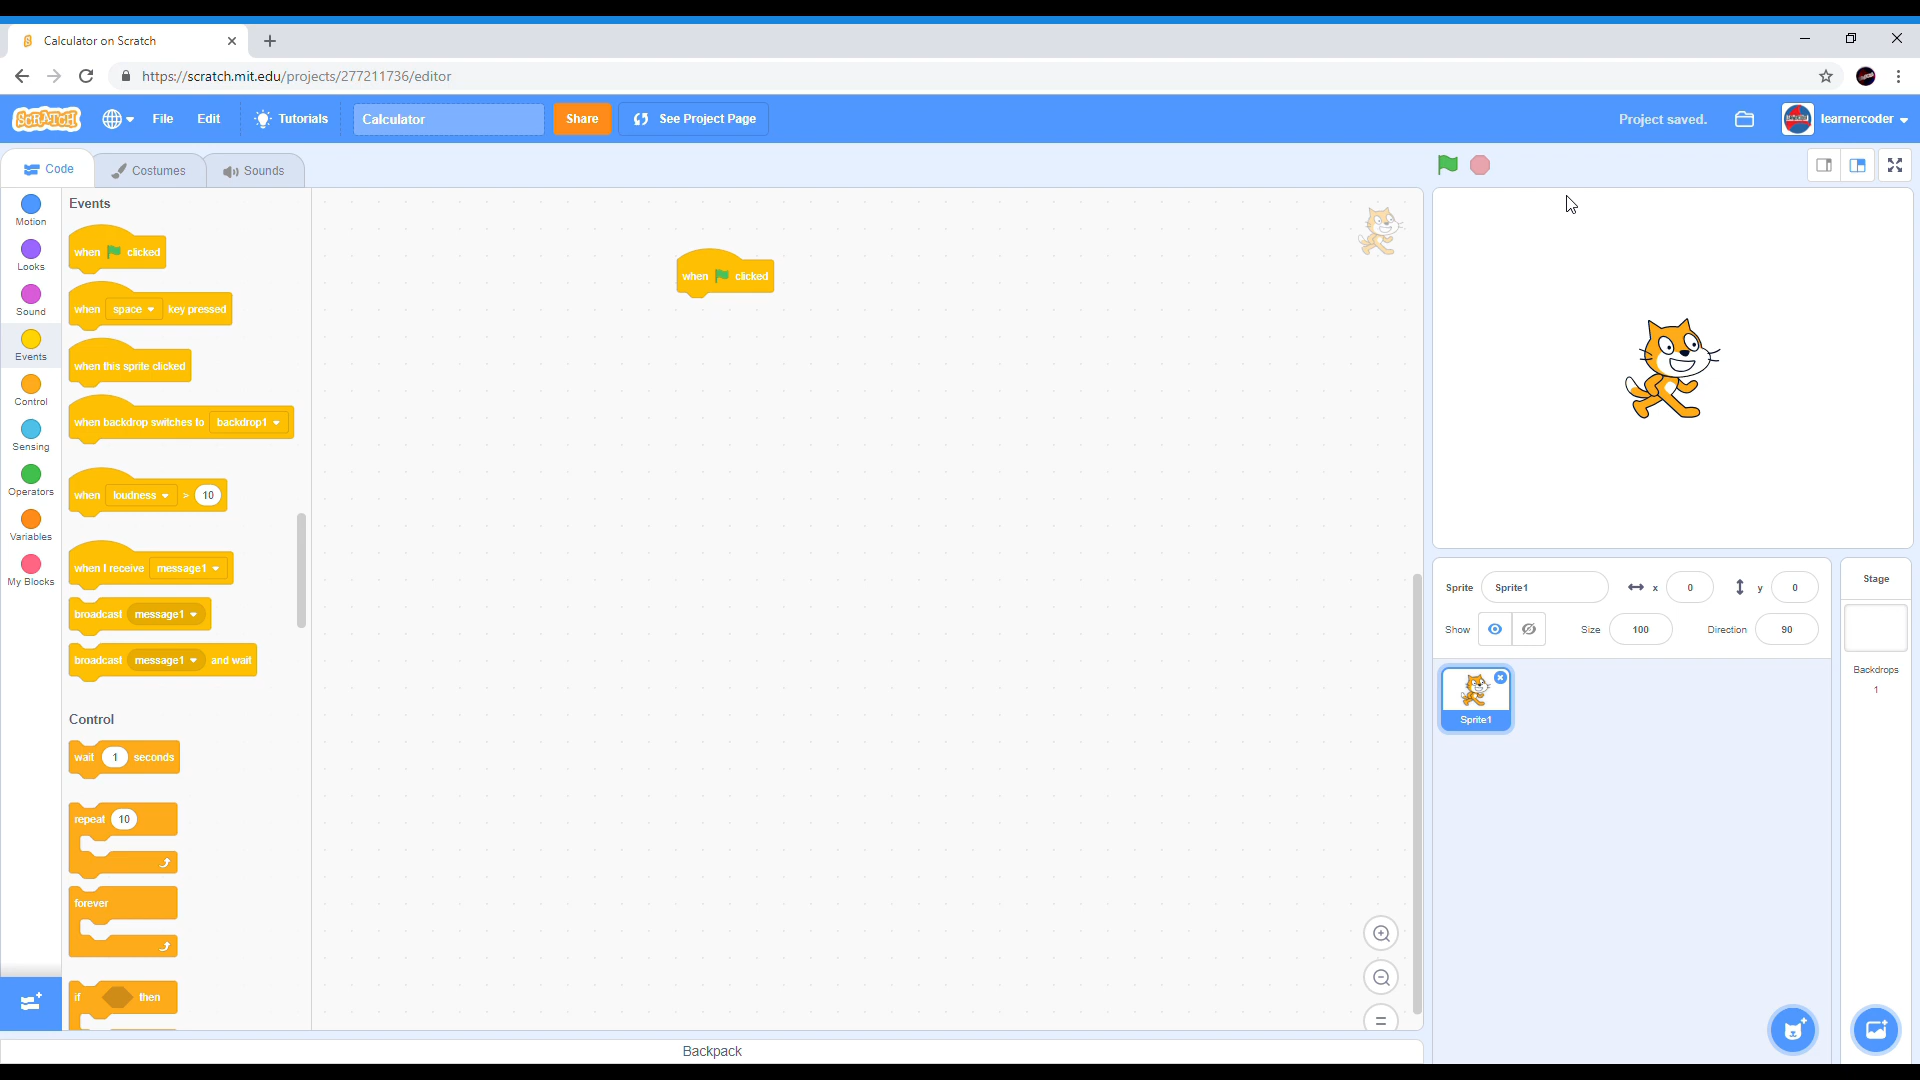 Calculator on Scratch
https://scratch.mit.edu/projects/277211736/editor
SCRATCH File Edit Tutorials Calculator Share See Project Page Project saved. learnercoder
Code Costumes Sounds
Motion
Looks
Sound
Events
Control
Sensing
Operators
Variables
My Blocks
Events
when clicked
when space key pressed
when this sprite clicked
when backdrop switches to backdrop1
when loudness > 10
when I receive message1
broadcast message1
broadcast message1 and wait
Control
wait 1 seconds
repeat 10
forever
if then
when clicked
Backpack
Sprite Sprite1 x 0 y 0
Show Size 100 Direction 90
Sprite1
Stage
Backdrops
1